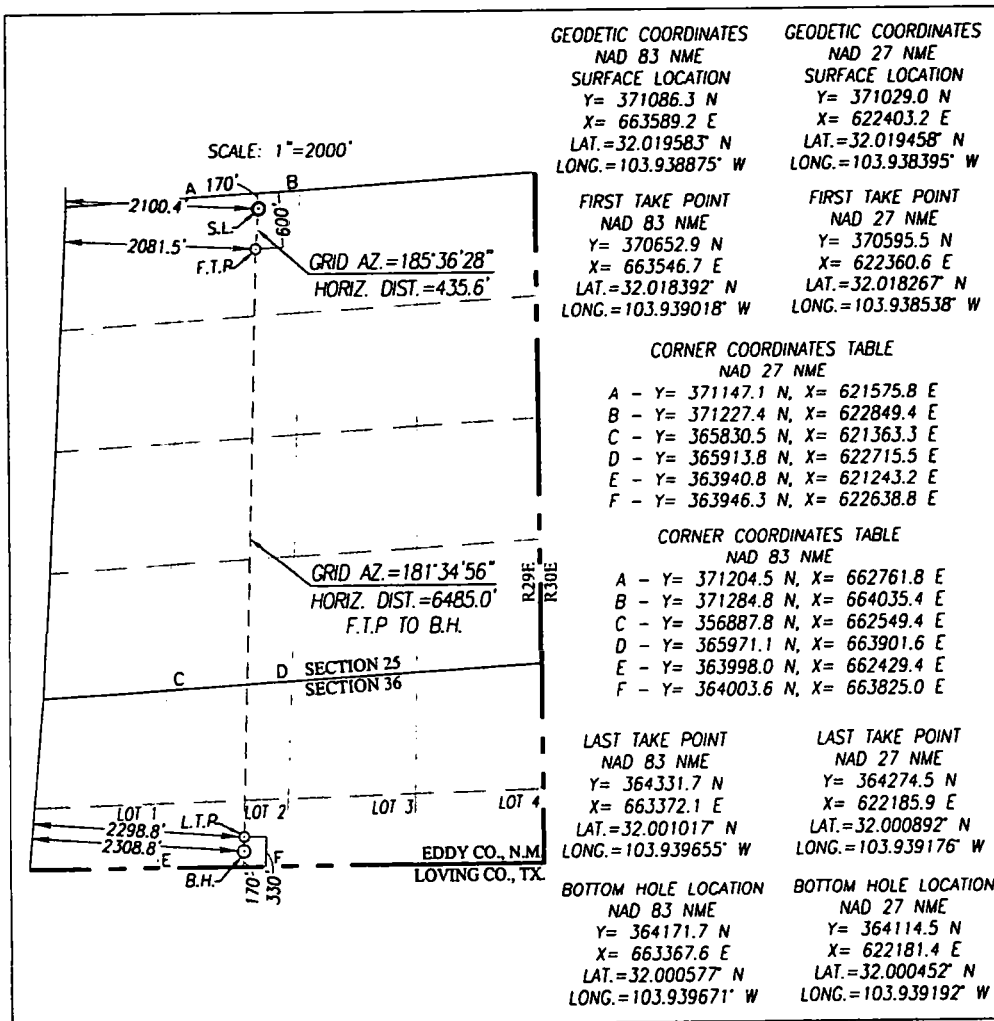 GEODETIC COORDINATES
NAD 83 NME
SURFACE LOCATION
Y= 371086.3 N
X= 663589.2 E
LAT.=32.019583° N
LONG.=103.938875° W
GEODETIC COORDINATES
NAD 27 NME
SURFACE LOCATION
Y= 371029.0 N
X= 622403.2 E
LAT.=32.019458° N
LONG.=103.938395° W
SCALE: 1"=2000'
A 170' B
2100.4'
S.L.
600'
2081.5'
F.T.P.
GRID AZ.=185°36'28"
HORIZ. DIST.=435.6'
FIRST TAKE POINT
NAD 83 NME
Y= 370652.9 N
X= 663546.7 E
LAT.=32.018392° N
LONG.=103.939018° W
FIRST TAKE POINT
NAD 27 NME
Y= 370595.5 N
X= 622360.6 E
LAT.=32.018267° N
LONG.=103.938538° W
CORNER COORDINATES TABLE
NAD 27 NME
A - Y= 371147.1 N, X= 621575.8 E
B - Y= 371227.4 N, X= 622849.4 E
C - Y= 365830.5 N, X= 621363.3 E
D - Y= 365913.8 N, X= 622715.5 E
E - Y= 363940.8 N, X= 621243.2 E
F - Y= 363946.3 N, X= 622638.8 E
CORNER COORDINATES TABLE
NAD 83 NME
A - Y= 371204.5 N, X= 662761.8 E
B - Y= 371284.8 N, X= 664035.4 E
C - Y= 356887.8 N, X= 662549.4 E
D - Y= 365971.1 N, X= 663901.6 E
E - Y= 363998.0 N, X= 662429.4 E
F - Y= 364003.6 N, X= 663825.0 E
GRID AZ.=181°34'56"
HORIZ. DIST.=6485.0'
F.T.P TO B.H.
R29E
R30E
C
D
SECTION 25
SECTION 36
LOT 1
LOT 2
LOT 3
LOT 4
L.T.P.
2298.8'
2308.8'
E
F
B.H.
170'
330'
EDDY CO., N.M.
LOVING CO., TX.
LAST TAKE POINT
NAD 83 NME
Y= 364331.7 N
X= 663372.1 E
LAT.=32.001017° N
LONG.=103.939655° W
LAST TAKE POINT
NAD 27 NME
Y= 364274.5 N
X= 622185.9 E
LAT.=32.000892° N
LONG.=103.939176° W
BOTTOM HOLE LOCATION
NAD 83 NME
Y= 364171.7 N
X= 663367.6 E
LAT.=32.000577° N
LONG.=103.939671° W
BOTTOM HOLE LOCATION
NAD 27 NME
Y= 364114.5 N
X= 622181.4 E
LAT.=32.000452° N
LONG.=103.939192° W